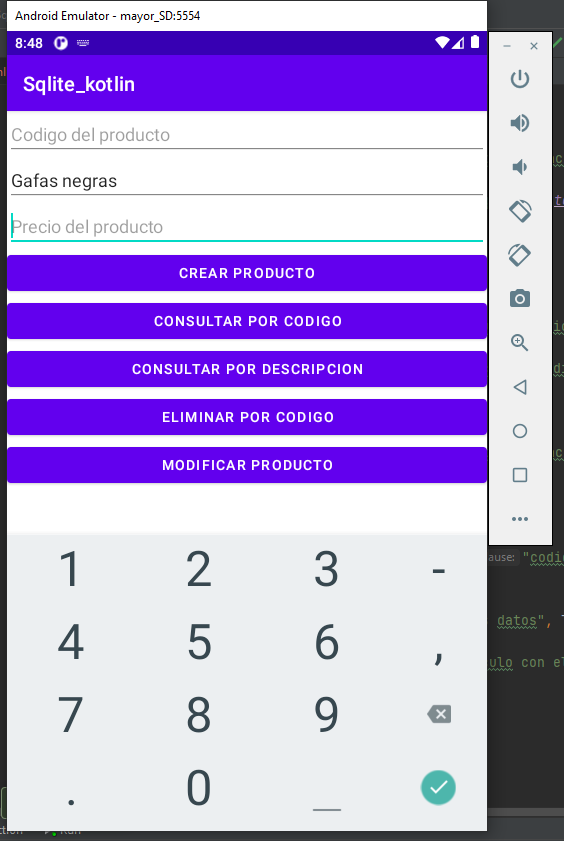 Android Emulator - mayor_SD:5554
8:48
Sqlite_kotlin
Codigo del producto
Gafas negras
Precio del producto
CREAR PRODUCTO
CONSULTAR POR CODIGO
CONSULTAR POR DESCRIPCION
ELIMINAR POR CODIGO
MODIFICAR PRODUCTO
1 2 3 -
ause: "codi
4 5 6 ,
datos",
ulo con el
7 8 9
. 0 _
ction Run